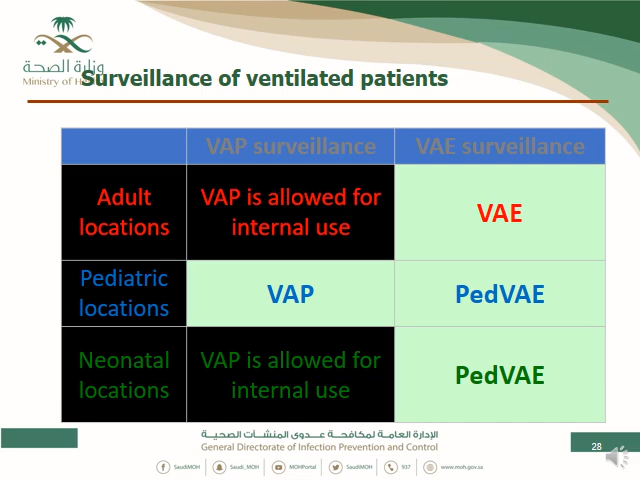 وزارة الصحة
Ministry of H
Surveillance of ventilated patients
VAP surveillance
VAE surveillance
Adult
locations
VAP is allowed for
internal use
VAE
Pediatric
locations
VAP
PedVAE
Neonatal
locations
VAP is allowed for
internal use
PedVAE
الإدارة العامة لمكافحة عدوى المنشآت الصحية
General Directorate of Infection Prevention and Control
28
SaudiMOH
Saudi_MOH
MOHPortal
SaudiMOH
937
www.moh.gov.sa